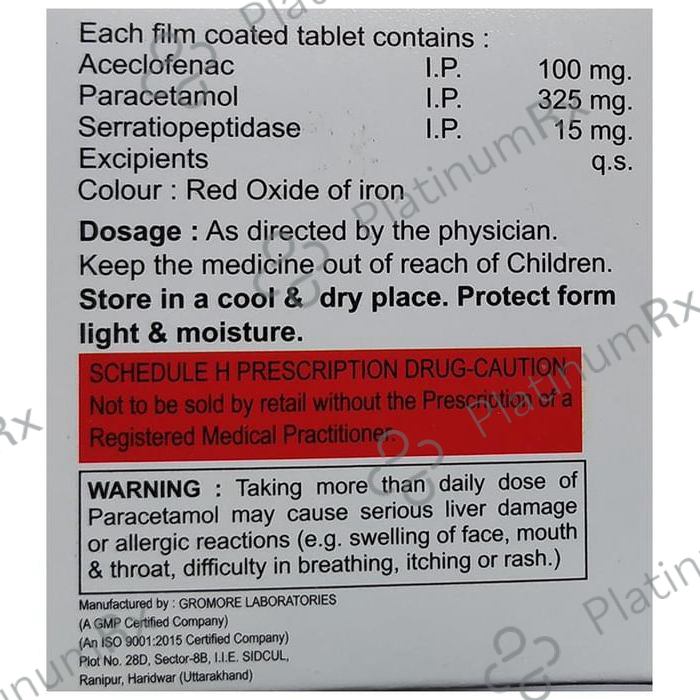 Each film coated tablet contains :
Aceclofenac I.P. 100 mg.
Paracetamol I.P. 325 mg.
Serratiopeptidase I.P. 15 mg.
Excipients q.s.
Colour : Red Oxide of iron
Dosage : As directed by the physician.
Keep the medicine out of reach of Children.
Store in a cool & dry place. Protect form
light & moisture.
SCHEDULE H PRESCRIPTION DRUG-CAUTION
Not to be sold by retail without the Prescription of a
Registered Medical Practitioner.
WARNING : Taking more than daily dose of
Paracetamol may cause serious liver damage
or allergic reactions (e.g. swelling of face, mouth
& throat, difficulty in breathing, itching or rash.)
Manufactured by : GROMORE LABORATORIES
(A GMP Certified Company)
(An ISO 9001:2015 Certified Company)
Plot No. 28D, Sector-8B, I.I.E. SIDCUL,
Ranipur, Haridwar (Uttarakhand)
PlatinumRx
PlatinumRx
PlatinumRx